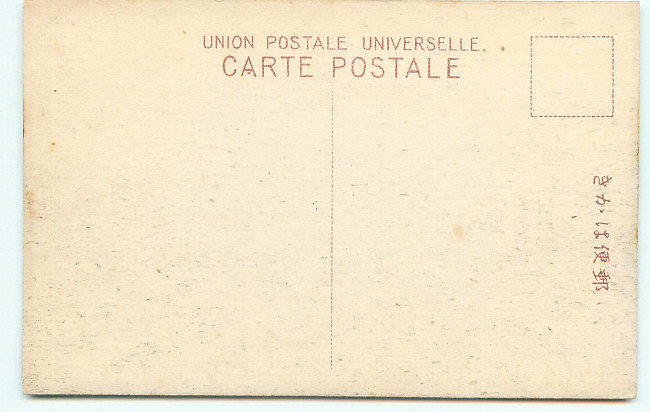 UNION POSTALE UNIVERSELLE.
CARTE POSTALE
郵便はかき